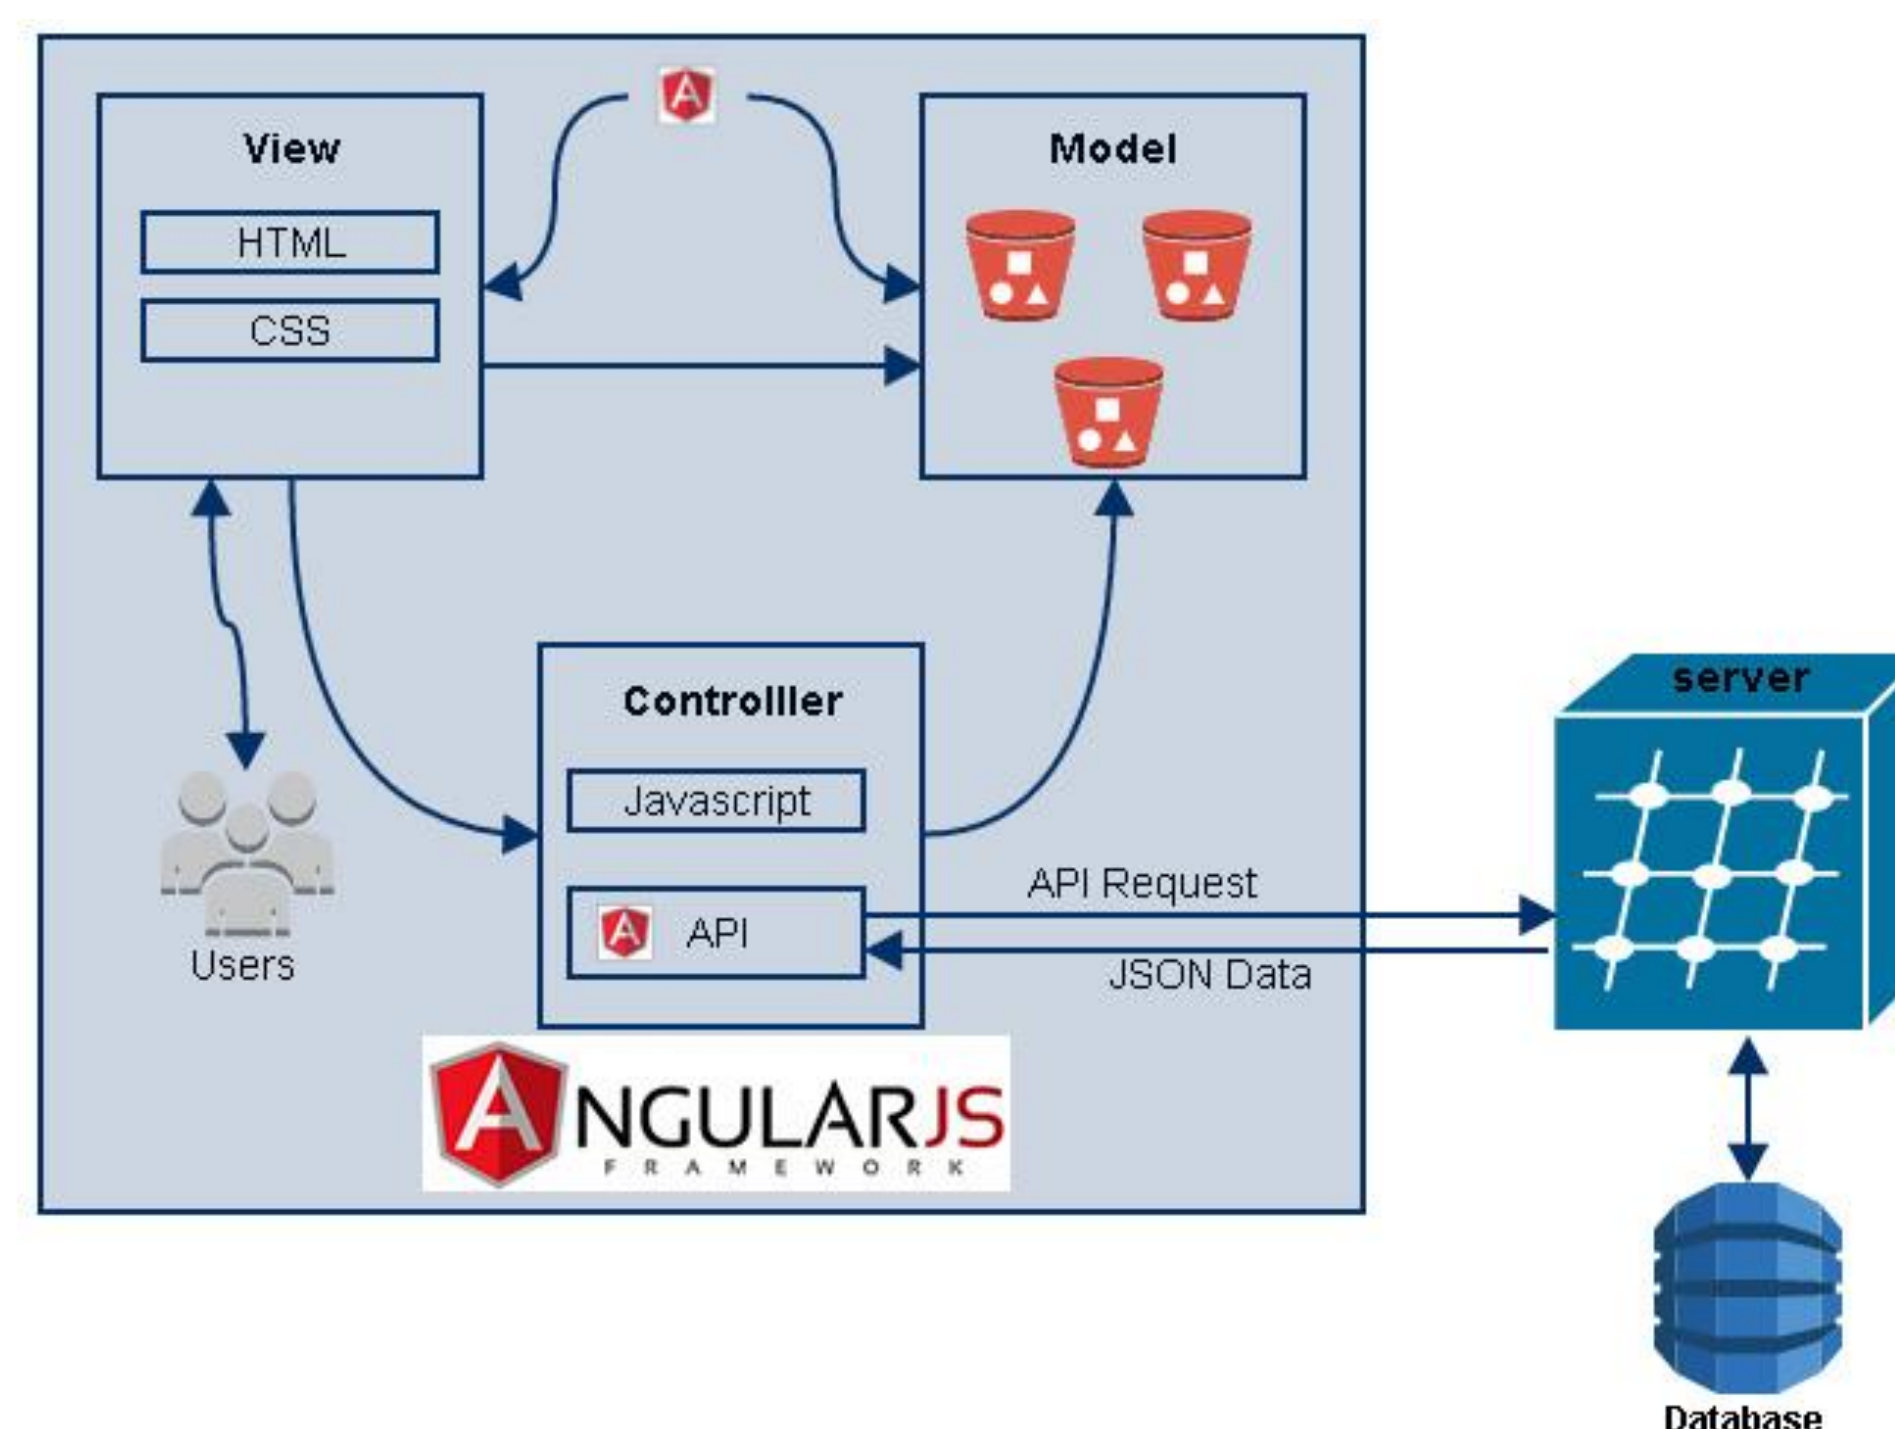 View
Model
HTML
CSS
Controlller
Javascript
API
API Request
JSON Data
Users
server
ANGULARJS
FRAMEWORK
Database